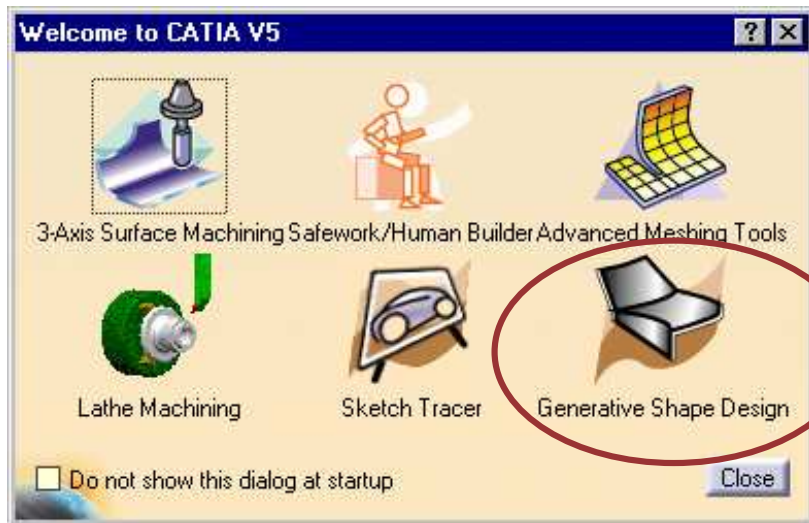 Welcome to CATIA V5
3-Axis Surface Machining Safework/Human Builder Advanced Meshing Tools
Lathe Machining Sketch Tracer Generative Shape Design
Do not show this dialog at startup Close